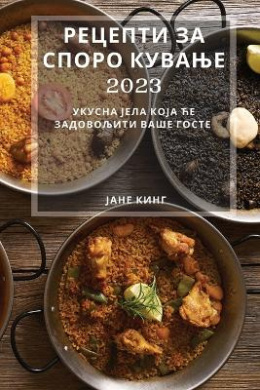 РЕЦЕПТИ ЗА
СПОРО КУВАЊЕ
2023
УКУСНА ЈЕЛА КОЈА ЋЕ
ЗАДОВОЉИТИ ВАШЕ ГОСТЕ
ЈАНЕ КИНГ